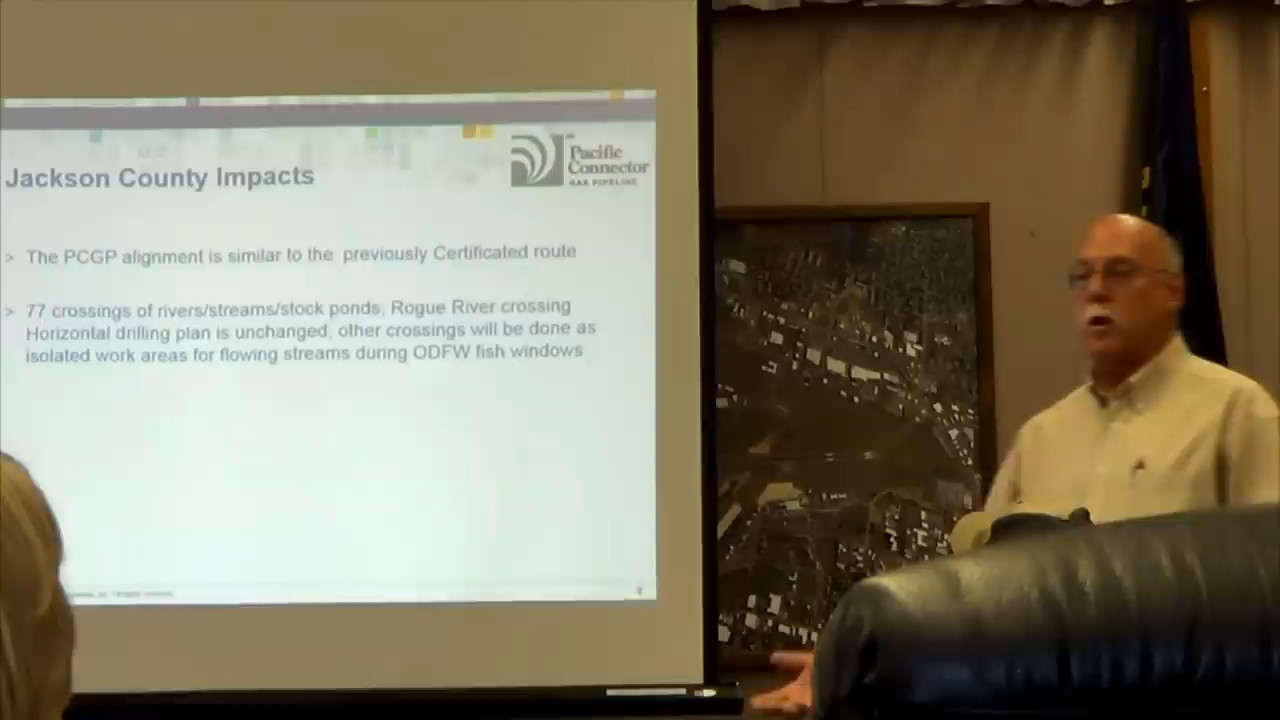 Pacific
Connector
GAS PIPELINE
Jackson County Impacts
> The PCGP alignment is similar to the previously Certificated route
> 77 crossings of rivers/streams/stock ponds, Rogue River crossing
Horizontal drilling plan is unchanged, other crossings will be done as
isolated work areas for flowing streams during ODFW fish windows